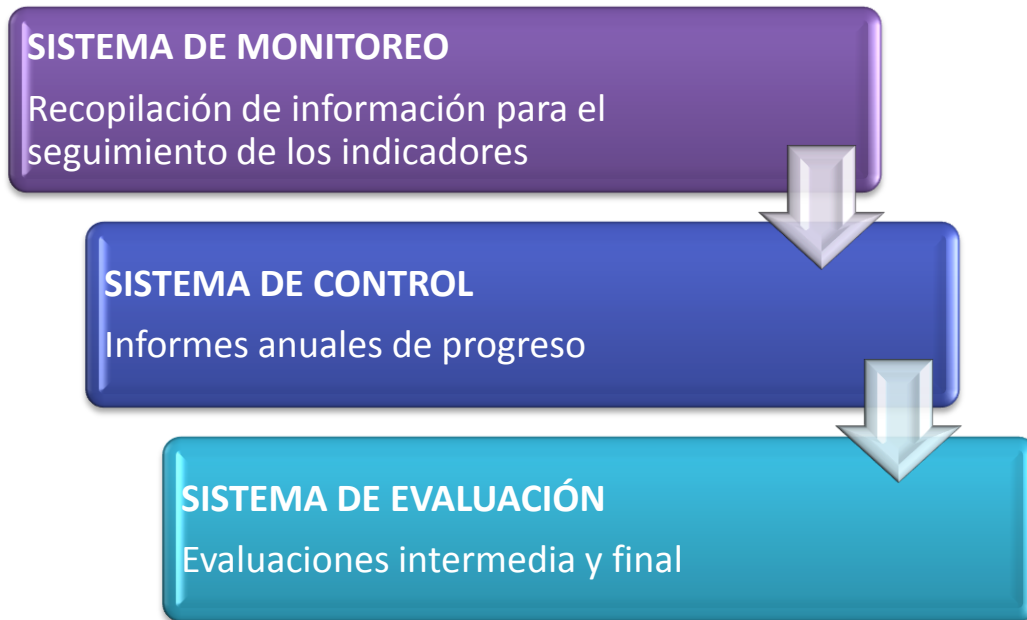 SISTEMA DE MONITOREO
Recopilación de información para el
seguimiento de los indicadores
SISTEMA DE CONTROL
Informes anuales de progreso
SISTEMA DE EVALUACIÓN
Evaluaciones intermedia y final